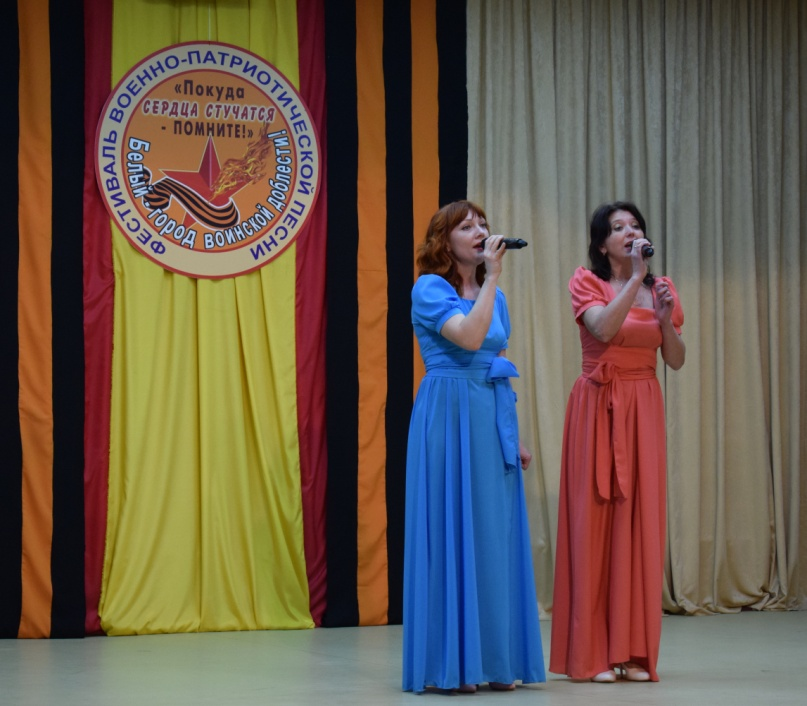 ФЕСТИВАЛЬ ВОЕННО-ПАТРИОТИЧЕСКОЙ ПЕСНИ
«Покуда
СЕРДЦА СТУЧАТСЯ
- ПОМНИТЕ!»
Белый-город воинской доблести!